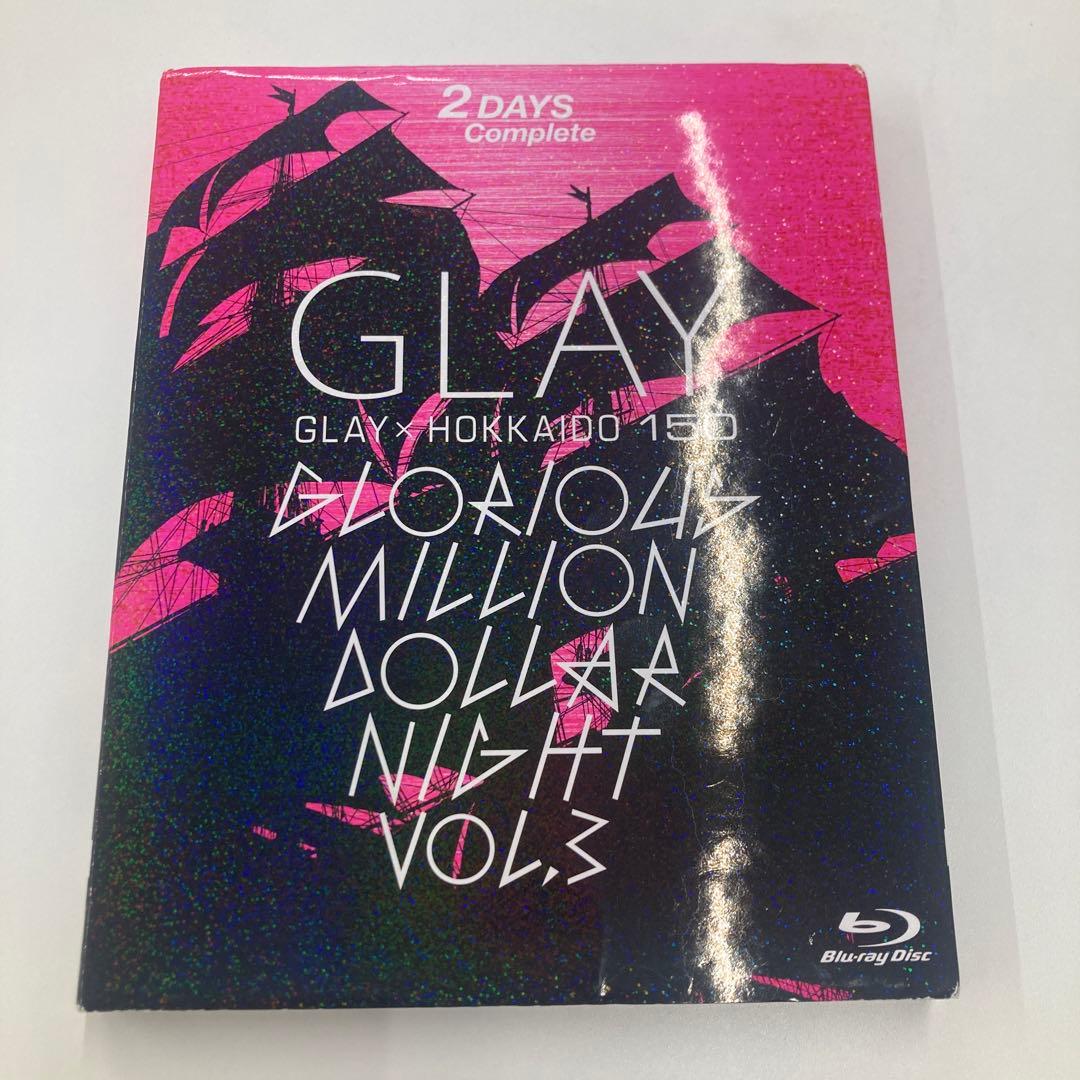 2 DAYS
Complete
GLAY
GLAY × HOKKAIDO 150
GLORIOUS
MILLION
DOLLAR
NIGHT
VOL.3
Blu-ray Disc